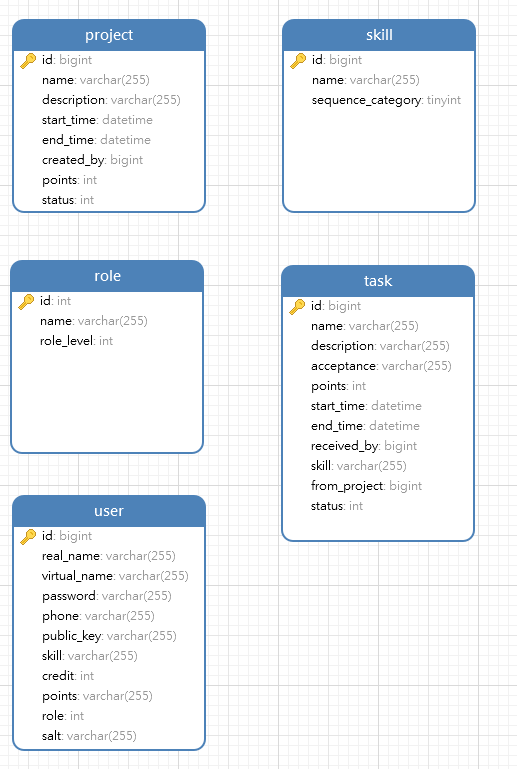 project
id: bigint
name: varchar(255)
description: varchar(255)
start_time: datetime
end_time: datetime
created_by: bigint
points: int
status: int
skill
id: bigint
name: varchar(255)
sequence_category: tinyint
role
id: int
name: varchar(255)
role_level: int
task
id: bigint
name: varchar(255)
description: varchar(255)
acceptance: varchar(255)
points: int
start_time: datetime
end_time: datetime
received_by: bigint
skill: varchar(255)
from_project: bigint
status: int
user
id: bigint
real_name: varchar(255)
virtual_name: varchar(255)
password: varchar(255)
phone: varchar(255)
public_key: varchar(255)
skill: varchar(255)
credit: int
points: varchar(255)
role: int
salt: varchar(255)